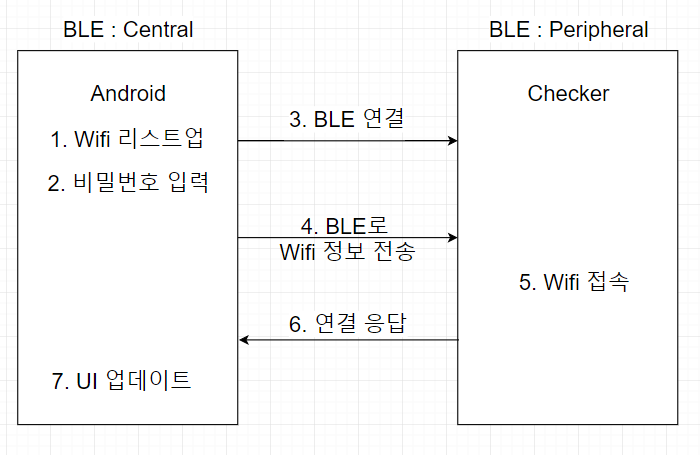 BLE : Central
BLE : Peripheral
Android
Checker
1. Wifi 리스트업
2. 비밀번호 입력
3. BLE 연결
4. BLE로
Wifi 정보 전송
5. Wifi 접속
6. 연결 응답
7. UI 업데이트